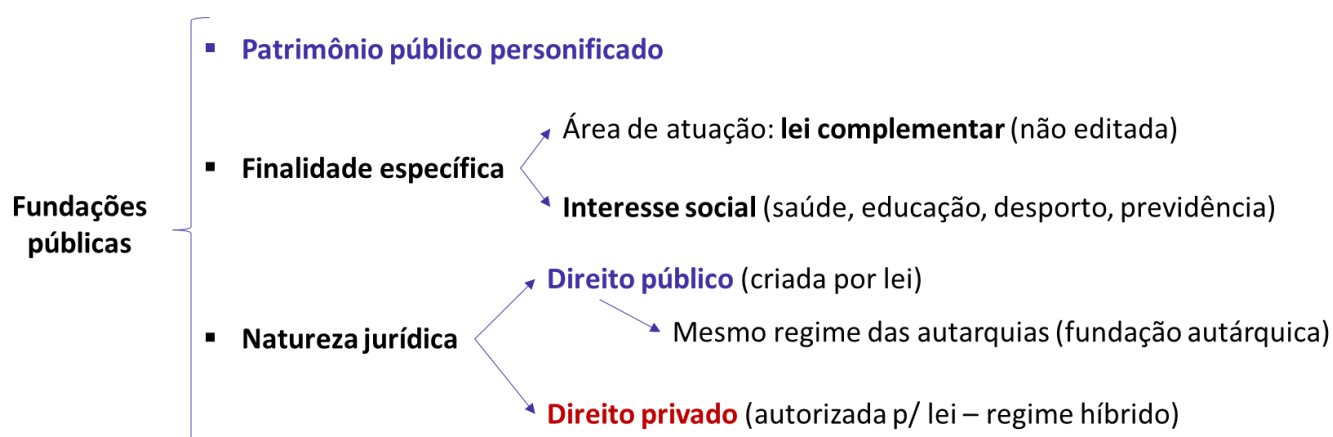 Fundações
públicas
▪ Patrimônio público personificado
▪ Finalidade específica
Área de atuação: lei complementar (não editada)
Interesse social (saúde, educação, desporto, previdência)
▪ Natureza jurídica
Direito público (criada por lei)
Mesmo regime das autarquias (fundação autárquica)
Direito privado (autorizada p/ lei – regime híbrido)